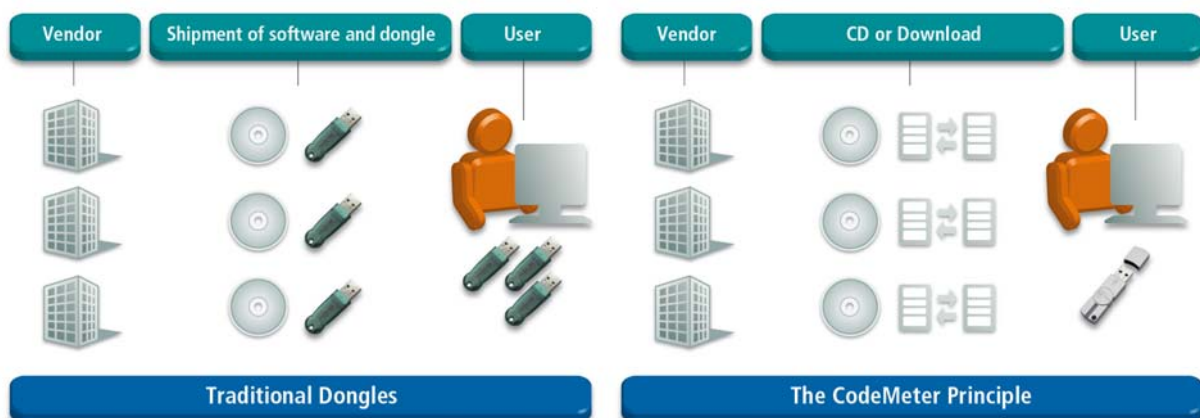 Vendor
Shipment of software and dongle
User
Traditional Dongles
Vendor
CD or Download
User
The CodeMeter Principle